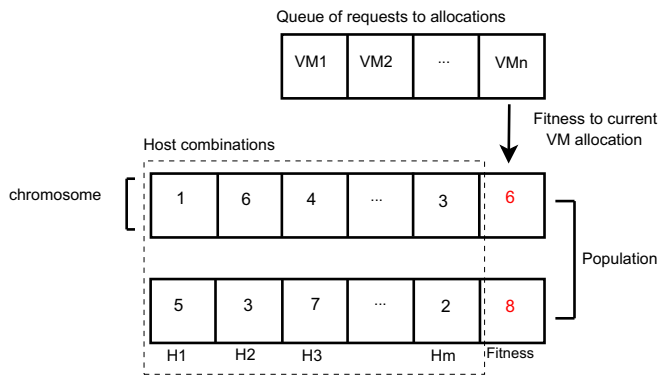 Queue of requests to allocations
VM1 VM2 ... VMn
Fitness to current
VM allocation
Host combinations
chromosome
1 6 4 ... 3 6
Population
5 3 7 ... 2 8
H1 H2 H3 Hm Fitness